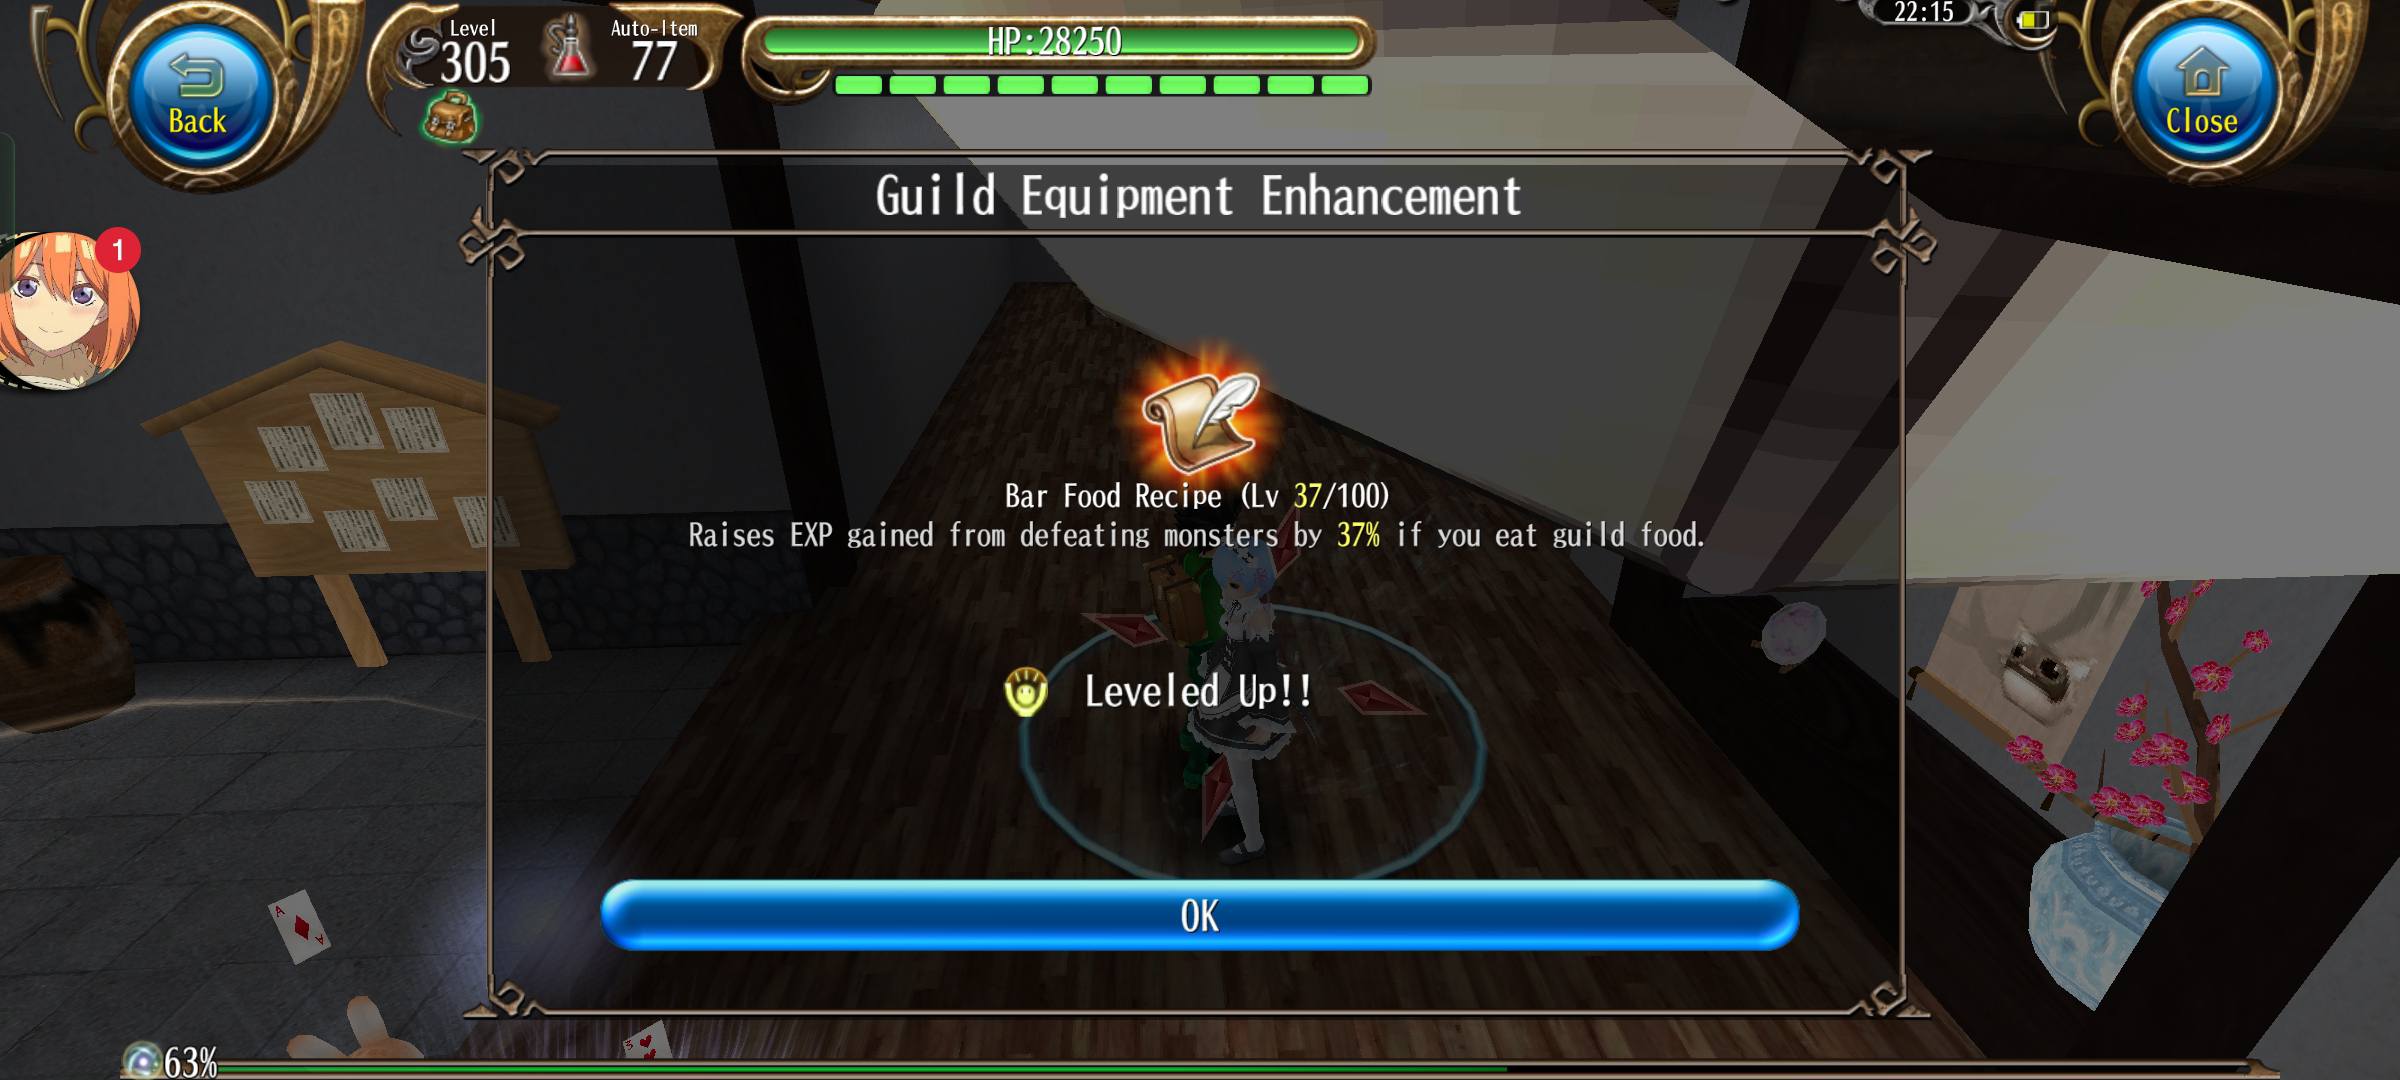 Level
305
Auto-Item
77
HP:28250
22:15
Back
Close
1
Guild Equipment Enhancement
Bar Food Recipe (Lv 37/100)
Raises EXP gained from defeating monsters by 37% if you eat guild food.
Leveled Up!!
OK
A
A
3
63%